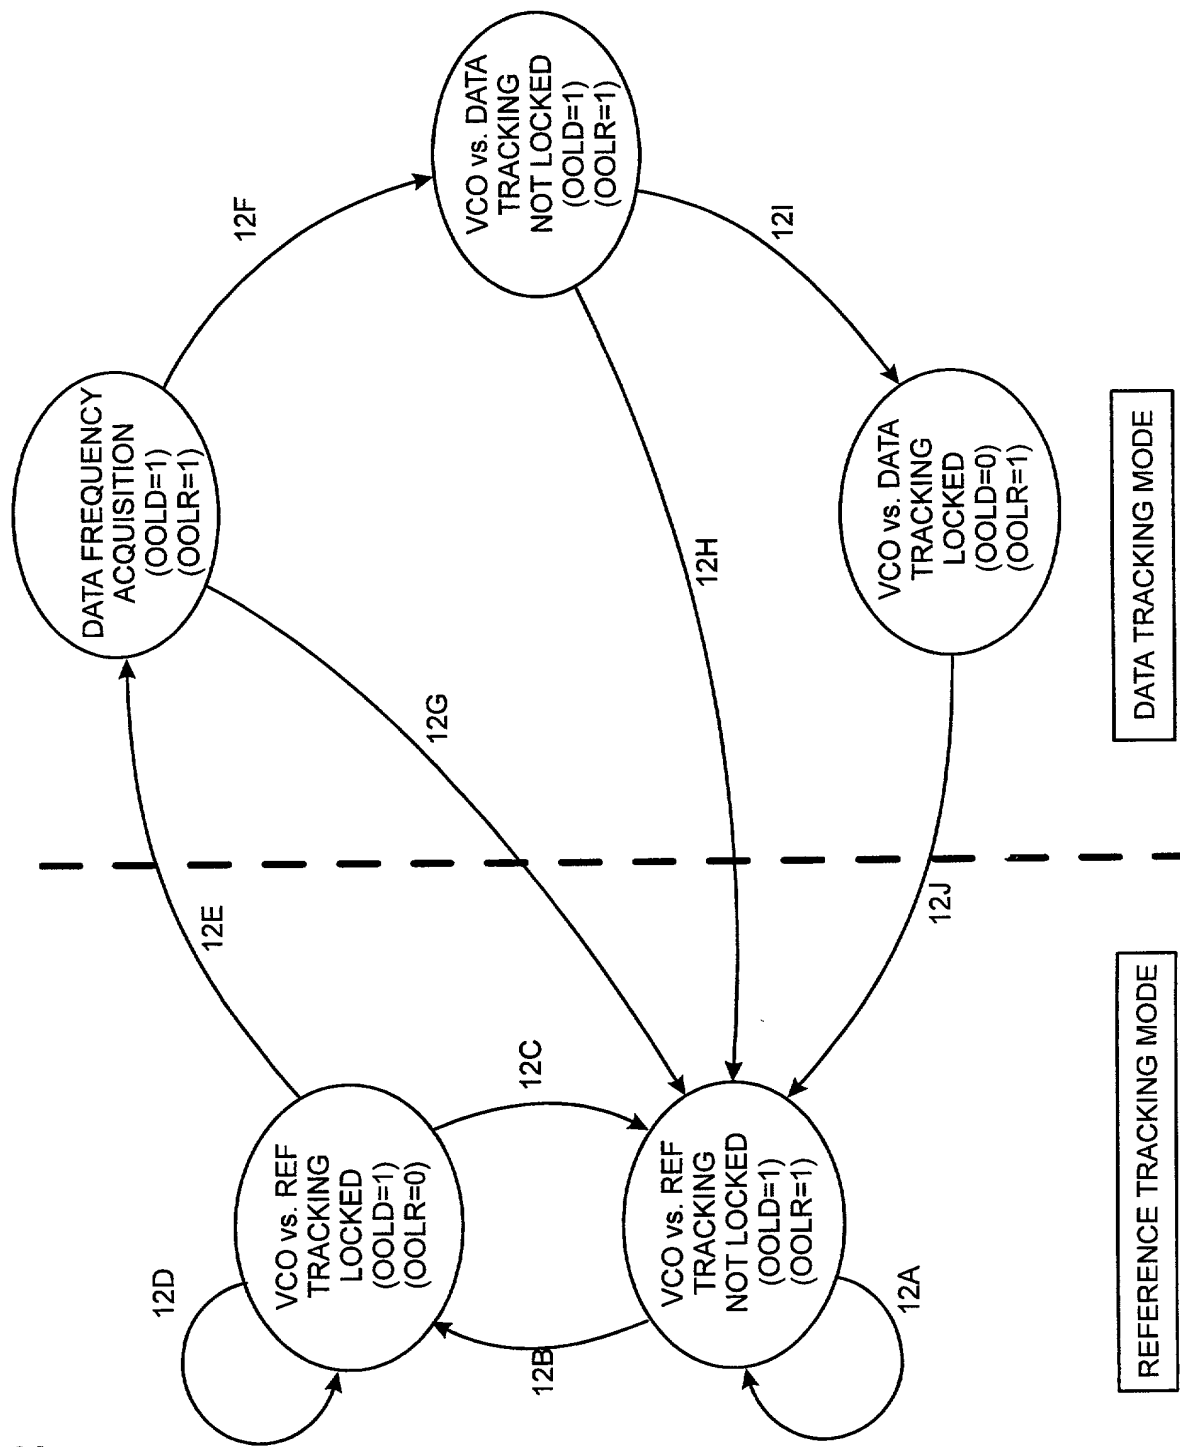 DATA FREQUENCY
ACQUISITION
(OOLD=1)
(OOLR=1)
12E
12F
12D
VCO vs. REF
TRACKING
LOCKED
(OOLD=1)
(OOLR=0)
12G
VCO vs. DATA
TRACKING
NOT LOCKED
(OOLD=1)
(OOLR=1)
12B
12C
12H
12I
VCO vs. REF
TRACKING
NOT LOCKED
(OOLD=1)
(OOLR=1)
12A
12J
VCO vs. DATA
TRACKING
LOCKED
(OOLD=0)
(OOLR=1)
REFERENCE TRACKING MODE
DATA TRACKING MODE